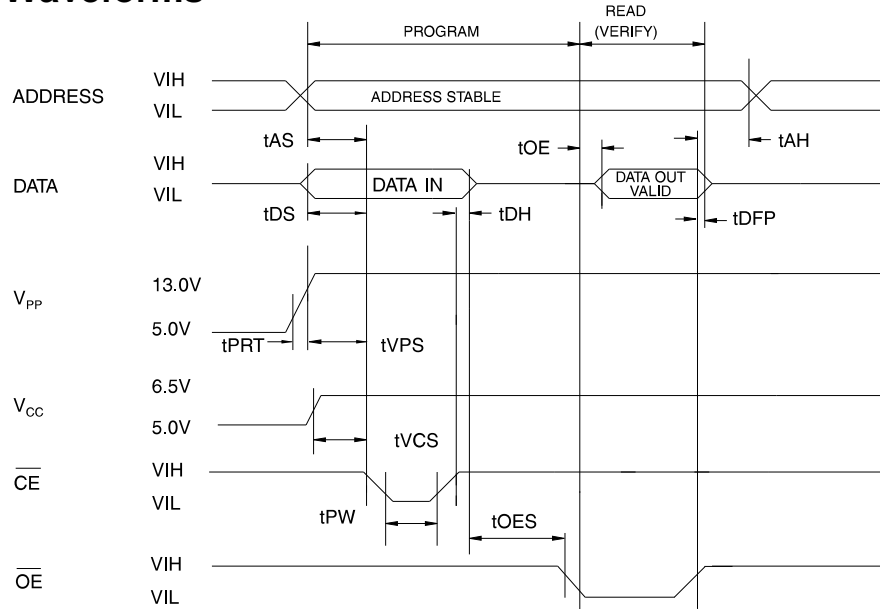 Waveforms
PROGRAM
READ
(VERIFY)
ADDRESS
VIH
VIL
ADDRESS STABLE
tAS
tOE
tAH
DATA
VIH
VIL
DATA IN
DATA OUT
VALID
tDS
tDH
tDFP
VPP
13.0V
5.0V
tPRT
tVPS
VCC
6.5V
5.0V
tVCS
CE
VIH
VIL
tPW
tOES
OE
VIH
VIL